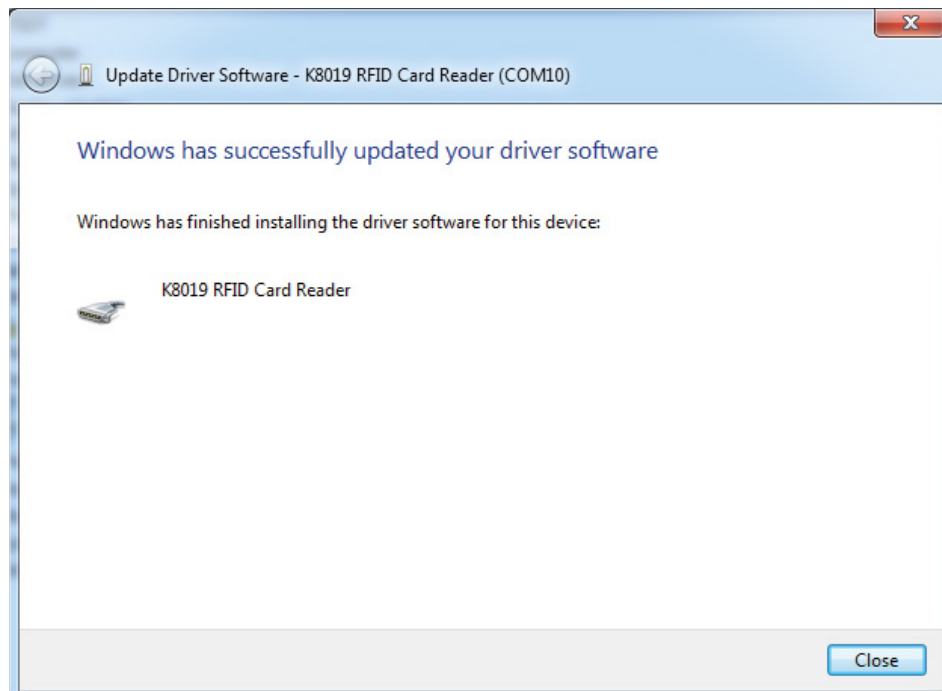 Update Driver Software - K8019 RFID Card Reader (COM10)
Windows has successfully updated your driver software
Windows has finished installing the driver software for this device:
K8019 RFID Card Reader
Close